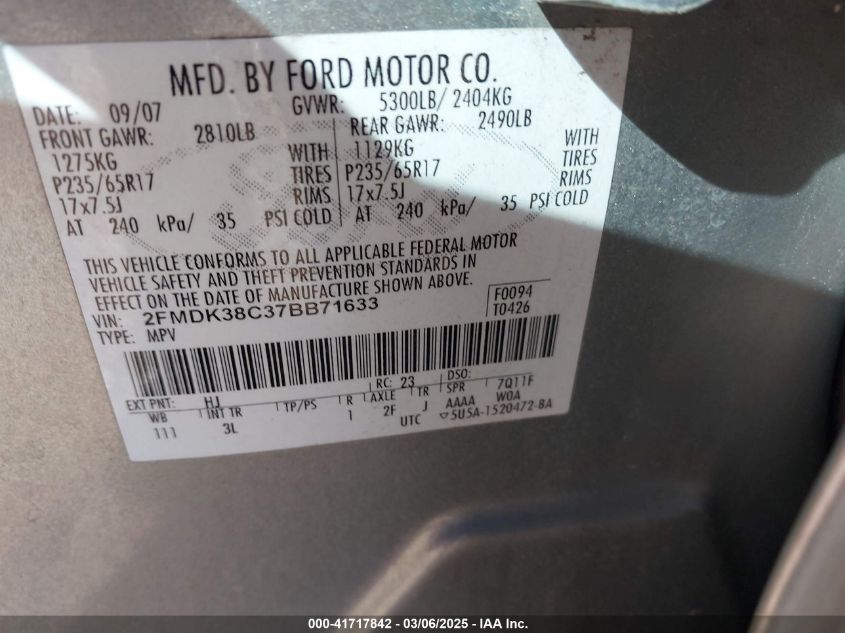 MFD. BY FORD MOTOR CO.
DATE: 09/07 GVWR: 5300LB/ 2404KG
FRONT GAWR: 2810LB REAR GAWR: 2490LB
1275KG WITH 1129KG WITH
P235/65R17 TIRES P235/65R17 TIRES
17x7.5J RIMS 17x7.5J RIMS
AT 240 kPa/ 35 PSI COLD AT 240 kPa/ 35 PSI COLD
THIS VEHICLE CONFORMS TO ALL APPLICABLE FEDERAL MOTOR
VEHICLE SAFETY AND THEFT PREVENTION STANDARDS IN
EFFECT ON THE DATE OF MANUFACTURE SHOWN ABOVE.
VIN: 2FMDK38C37BB71633 F0094
TYPE: MPV T0426
EXT PNT: HJ RC: 23 DSO: 7Q11F
WB INT TR TP/PS R AXLE TR SPR W0A
111 3L 1 2F J AAAA
UTC ▽5U5A-1520472-BA
000-41717842 - 03/06/2025 - IAA Inc.